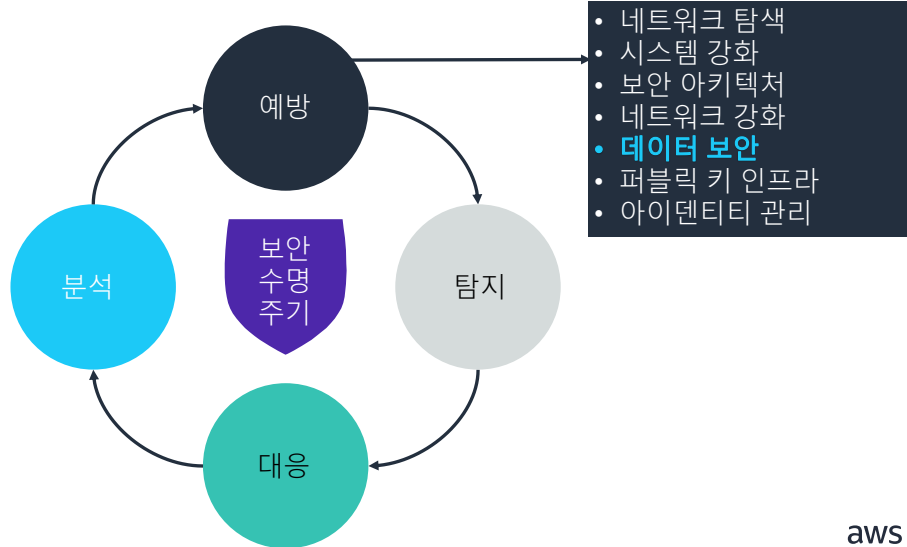 예방
• 네트워크 탐색
• 시스템 강화
• 보안 아키텍처
• 네트워크 강화
• 데이터 보안
• 퍼블릭 키 인프라
• 아이덴티티 관리
분석
보안
수명
주기
탐지
대응
aws